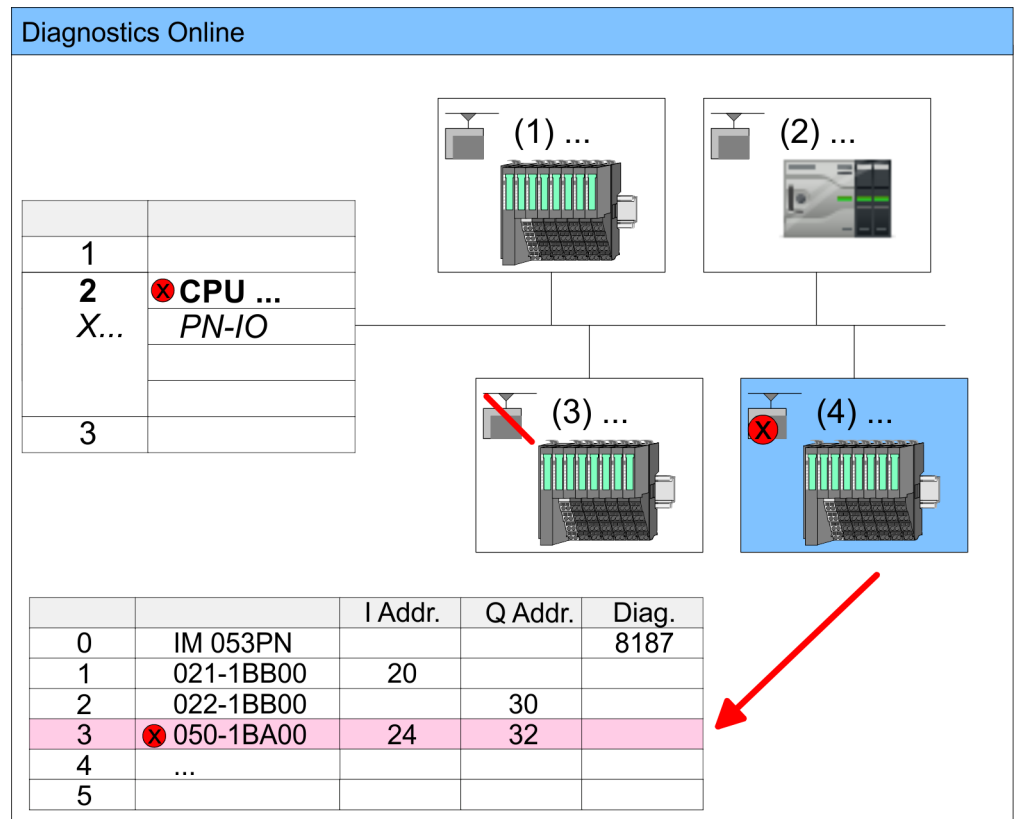 Diagnostics Online
(1) ...
(2) ...
1
2 X CPU ...
X... PN-IO
3
(3) ...
X (4) ...
I Addr. Q Addr. Diag.
0 IM 053PN 8187
1 021-1BB00 20
2 022-1BB00 30
3 X 050-1BA00 24 32
4 ...
5